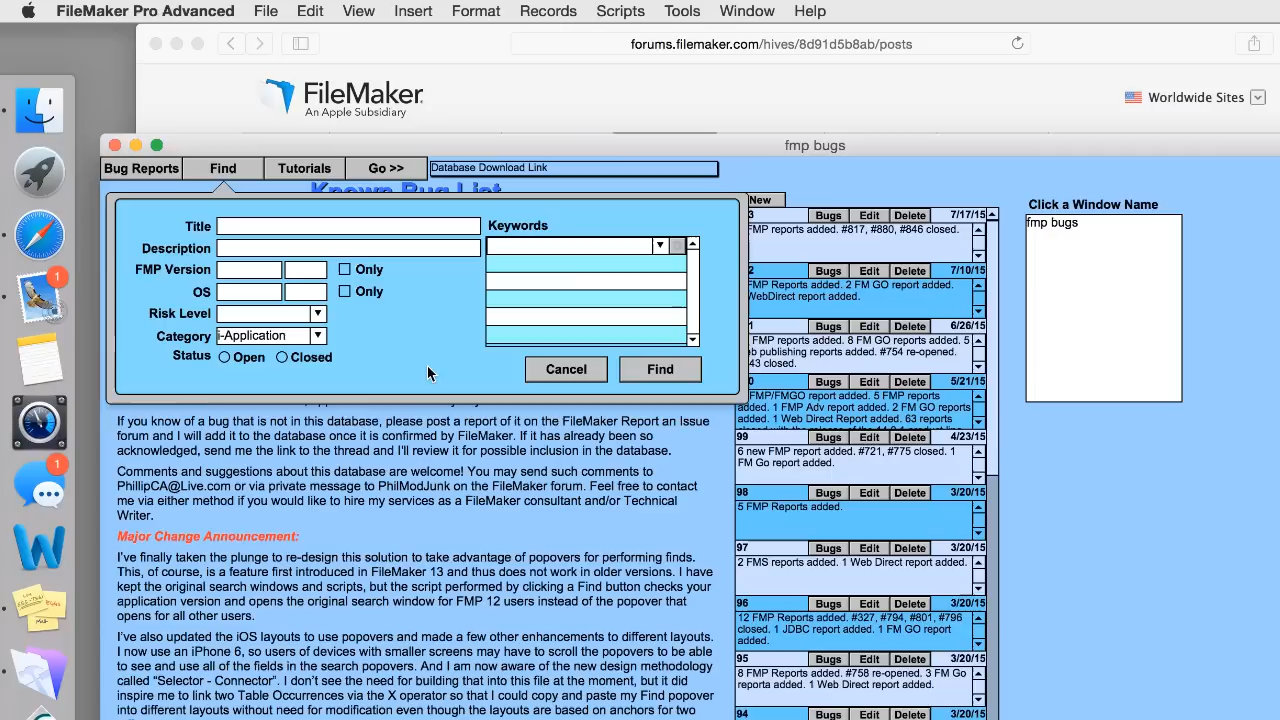 FileMaker Pro Advanced File Edit View Insert Format Records Scripts Tools Window Help
forums.filemaker.com/hives/8d91d5b8ab/posts
FileMaker.
An Apple Subsidiary
Worldwide Sites
fmp bugs
Bug Reports Find Tutorials Go >> Database Download Link
Known Bug List
Title
Description
FMP Version Only
OS Only
Risk Level
Category i-Application
Status Open Closed
Keywords
Cancel Find
If you know of a bug that is not in this database, please post a report of it on the FileMaker Report an Issue
forum and I will add it to the database once it is confirmed by FileMaker. If it has already been so
acknowledged, send me the link to the thread and I'll review it for possible inclusion in the database.
Comments and suggestions about this database are welcome! You may send such comments to
PhillipCA@Live.com or via private message to PhilModJunk on the FileMaker forum. Feel free to contact
me via either method if you would like to hire my services as a FileMaker consultant and/or Technical
Writer.
Major Change Announcement:
I've finally taken the plunge to re-design this solution to take advantage of popovers for performing finds.
This, of course, is a feature first introduced in FileMaker 13 and thus does not work in older versions. I have
kept the original search windows and scripts, but the script performed by clicking a Find button checks your
application version and opens the original search window for FMP 12 users instead of the popover that
opens for all other users.
I've also updated the iOS layouts to use popovers and made a few other enhancements to different layouts.
I now use an iPhone 6, so users of devices with smaller screens may have to scroll the popovers to be able
to see and use all of the fields in the search popovers. And I am now aware of the new design methodology
called "Selector - Connector". I don't see the need for building that into this file at the moment, but it did
inspire me to link two Table Occurrences via the X operator so that I could copy and paste my Find popover
into different layouts without need for modification even though the layouts are based on anchors for two
New
3 Bugs Edit Delete 7/17/15
FMP reports added. #817, #880, #846 closed.
2 Bugs Edit Delete 7/10/15
FMP Reports added. 2 FM GO report added.
WebDirect report added.
1 Bugs Edit Delete 6/26/15
FMP reports added. 8 FM GO reports added. 5
b publishing reports added. #754 re-opened.
43 closed.
0 Bugs Edit Delete 5/21/15
FMP/FMGO report added. 5 FMP reports
added. 1 FMP Adv report added. 2 FM GO reports
added. 1 Web Direct Report added. 63 reports
99 Bugs Edit Delete 4/23/15
6 new FMP report added. #721, #775 closed. 1
FM Go report added.
98 Bugs Edit Delete 3/20/15
5 FMP Reports added.
97 Bugs Edit Delete 3/20/15
2 FMS reports added. 1 Web Direct report added.
96 Bugs Edit Delete 3/20/15
12 FMP Reports added. #327, #794, #801, #796
closed. 1 JDBC report added. 1 FM GO report
added.
95 Bugs Edit Delete 3/20/15
8 FMP Reports added. #758 re-opened. 3 FM Go
reports added. 1 Web Direct report added.
94 Bugs Edit Delete 3/20/15
Click a Window Name
fmp bugs
1
1